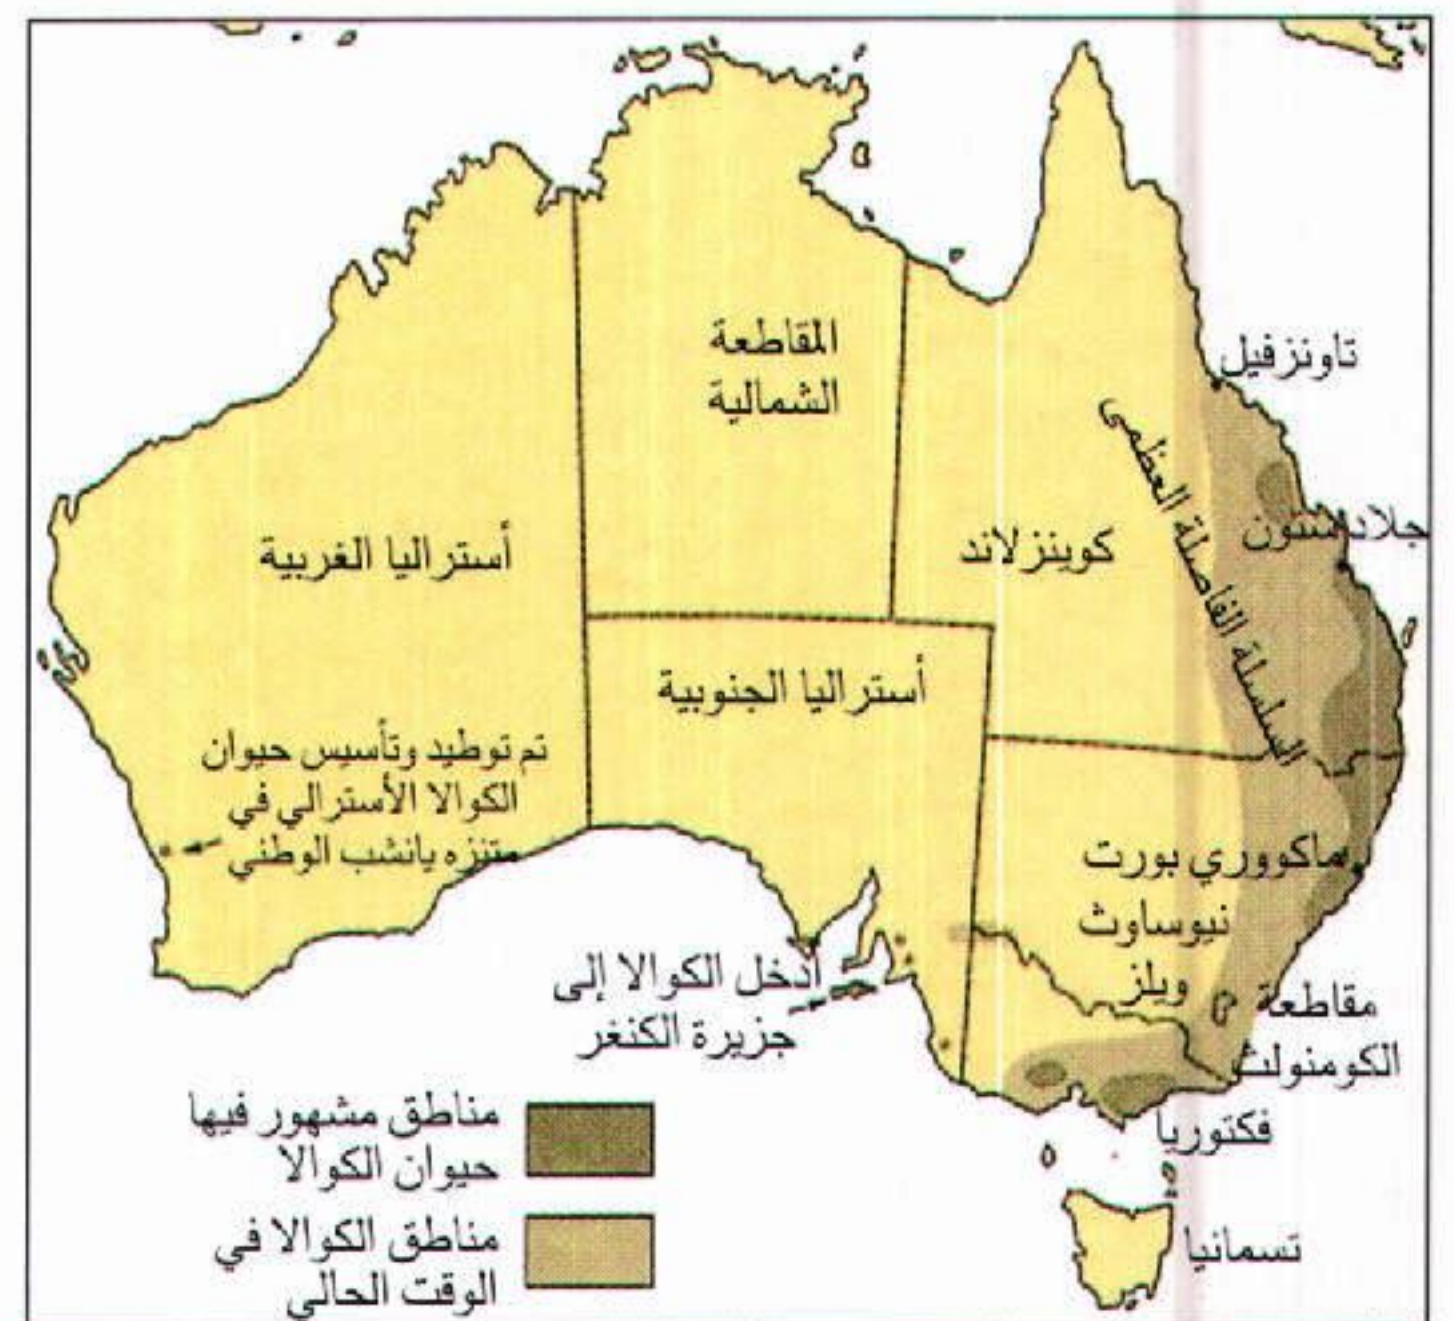 المقاطعة
الشمالية
تاونزفيل
السلسلة الفاصلة العظمى
جلادستون
كوينزلاند
أستراليا الغربية
أستراليا الجنوبية
تم توطيد وتأسيس حيوان
الكوالا الأسترالي في
متنزه يانشب الوطني
ماكووري بورت
نيوساوث
ويلز
أدخل الكوالا إلى
جزيرة الكنغر
مقاطعة
الكومنولث
فكتوريا
تسمانيا
مناطق مشهور فيها
حيوان الكوالا
مناطق الكوالا في
الوقت الحالي